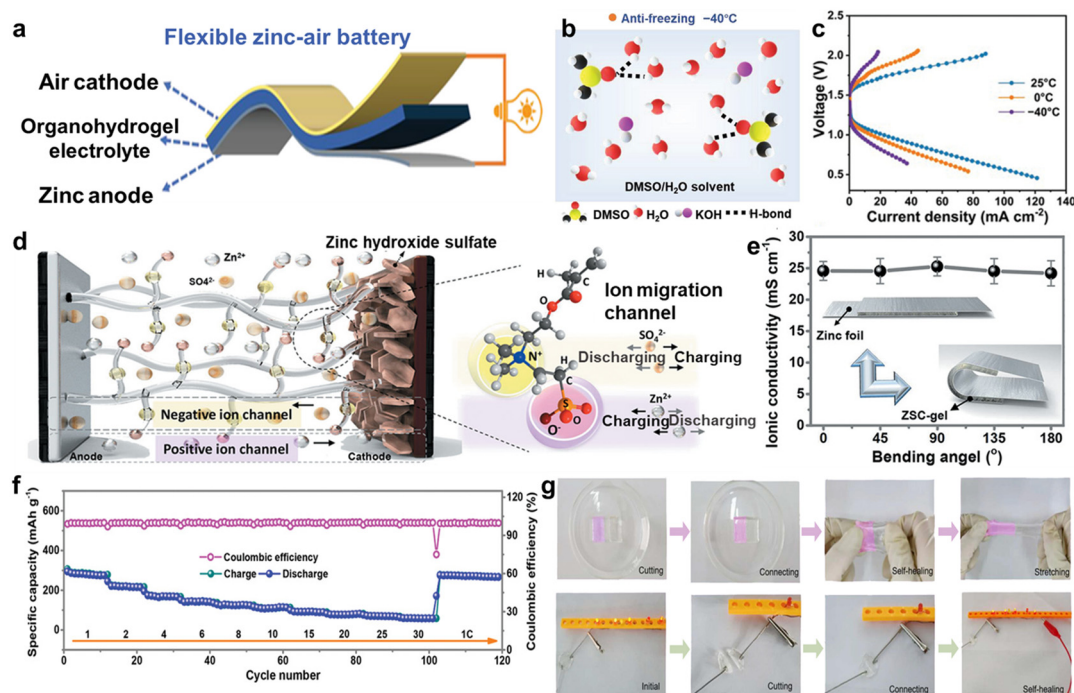 a
Flexible zinc-air battery
Air cathode
Organohydrogel
electrolyte
Zinc anode
b
Anti-freezing −40°C
DMSO/H2O solvent
DMSO H2O KOH H-bond
c
Voltage (V)
2.5
2.0
1.5
1.0
0.5
25°C
0°C
−40°C
0 20 40 60 80 100 120 140
Current density (mA cm-2)
d
Zinc hydroxide sulfate
Zn2+
SO42-
Negative ion channel
Positive ion channel
Anode
Cathode
H
C
O
N+
H
C
S
O
O-
Ion migration
channel
SO42-
Discharging Charging
Zn2+
Charging Discharging
e
Ionic conductivity (mS cm-1)
30
25
20
15
10
5
0
Zinc foil
ZSC-gel
0 45 90 135 180
Bending angel (°)
f
Specific capacity (mAh g-1)
600
450
300
150
0
Coulombic efficiency
Charge Discharge
1 2 4 6 8 10 15 20 25 30 1C
0 20 40 60 80 100 120
Cycle number
120
90
60
30
0
Coulombic efficiency (%)
g
Cutting
Connecting
Self-healing
Stretching
Initial
Cutting
Connecting
Self-healing